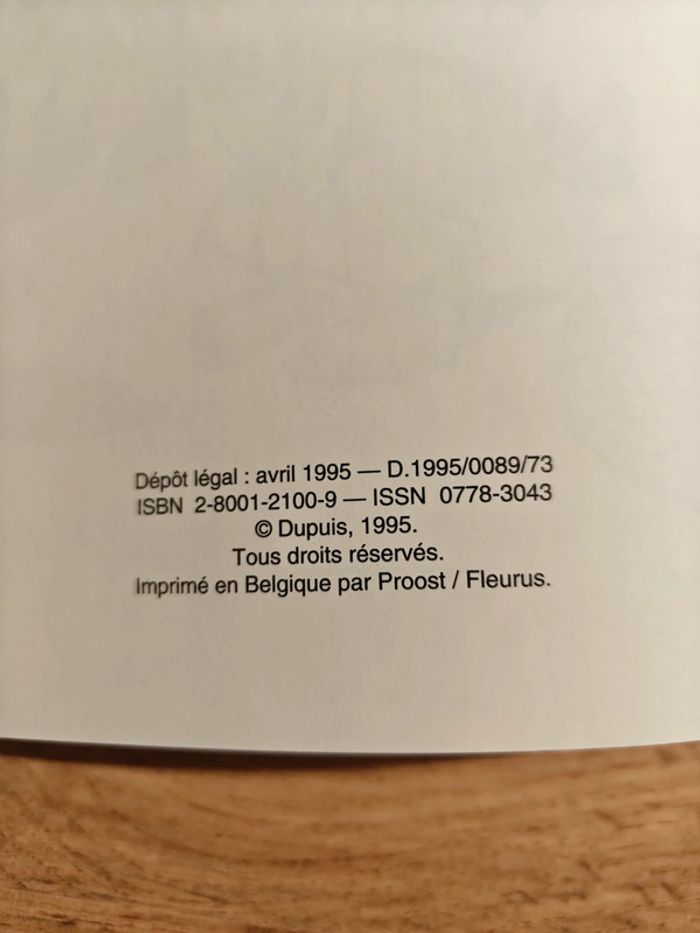 Dépôt légal : avril 1995 — D.1995/0089/73
ISBN 2-8001-2100-9 — ISSN 0778-3043
© Dupuis, 1995.
Tous droits réservés.
Imprimé en Belgique par Proost / Fleurus.